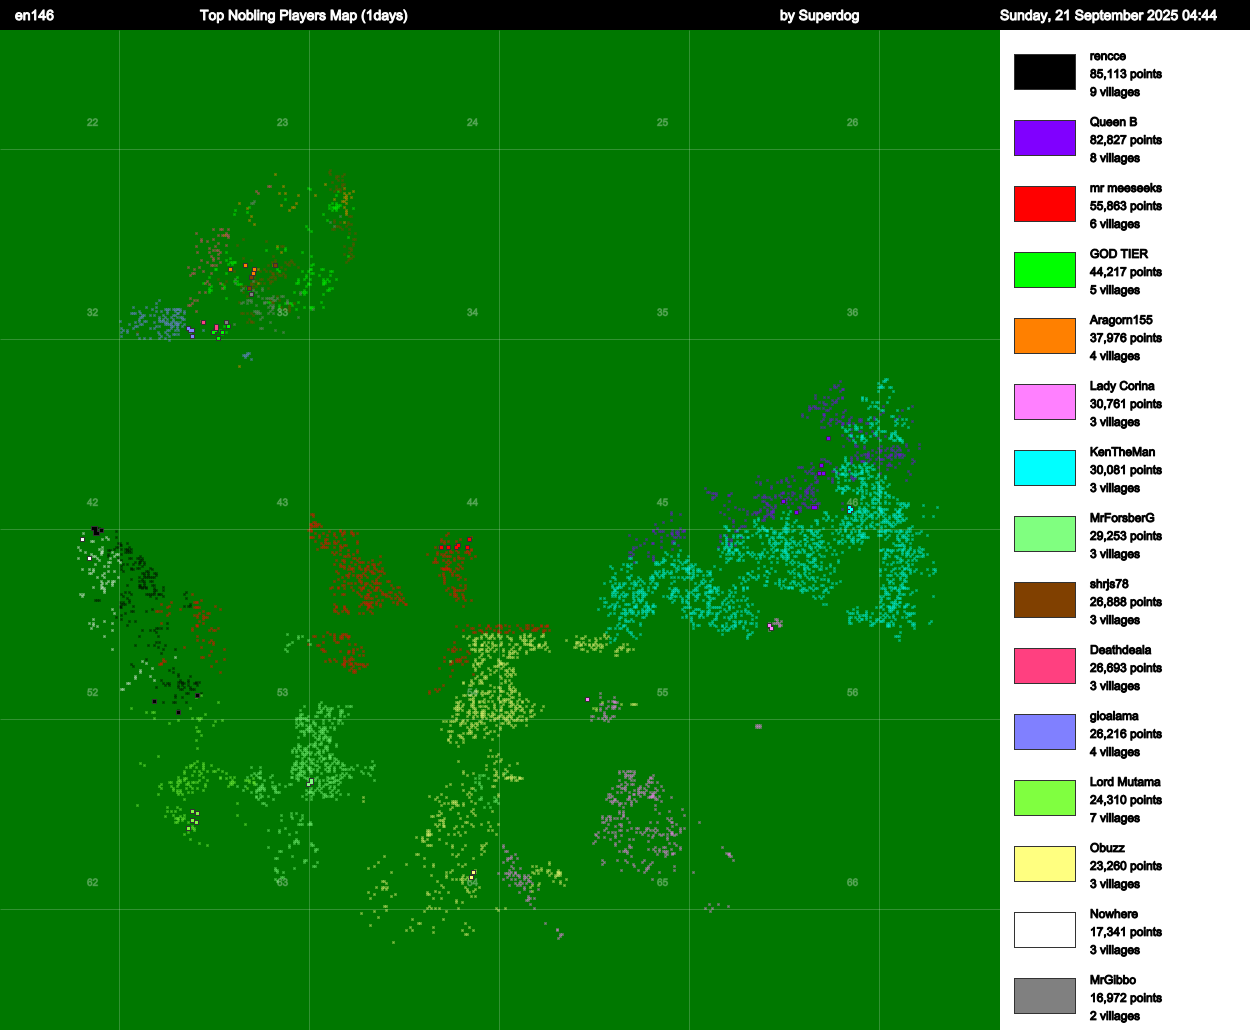 en146 Top Nobling Players Map (1days) by Superdog Sunday, 21 September 2025 04:44
22 23 24 25 26
32 33 34 35 36
42 43 44 45 46
52 53 54 55 56
62 63 64 65 66
rencce
85,113 points
9 villages
Queen B
82,827 points
8 villages
mr meeseeks
55,863 points
6 villages
GOD TIER
44,217 points
5 villages
Aragorn155
37,976 points
4 villages
Lady Corina
30,761 points
3 villages
KenTheMan
30,081 points
3 villages
MrForsberG
29,253 points
3 villages
shrjs78
26,888 points
3 villages
Deathdeala
26,693 points
3 villages
gloalama
26,216 points
4 villages
Lord Mutama
24,310 points
7 villages
Obuzz
23,260 points
3 villages
Nowhere
17,341 points
3 villages
MrGibbo
16,972 points
2 villages